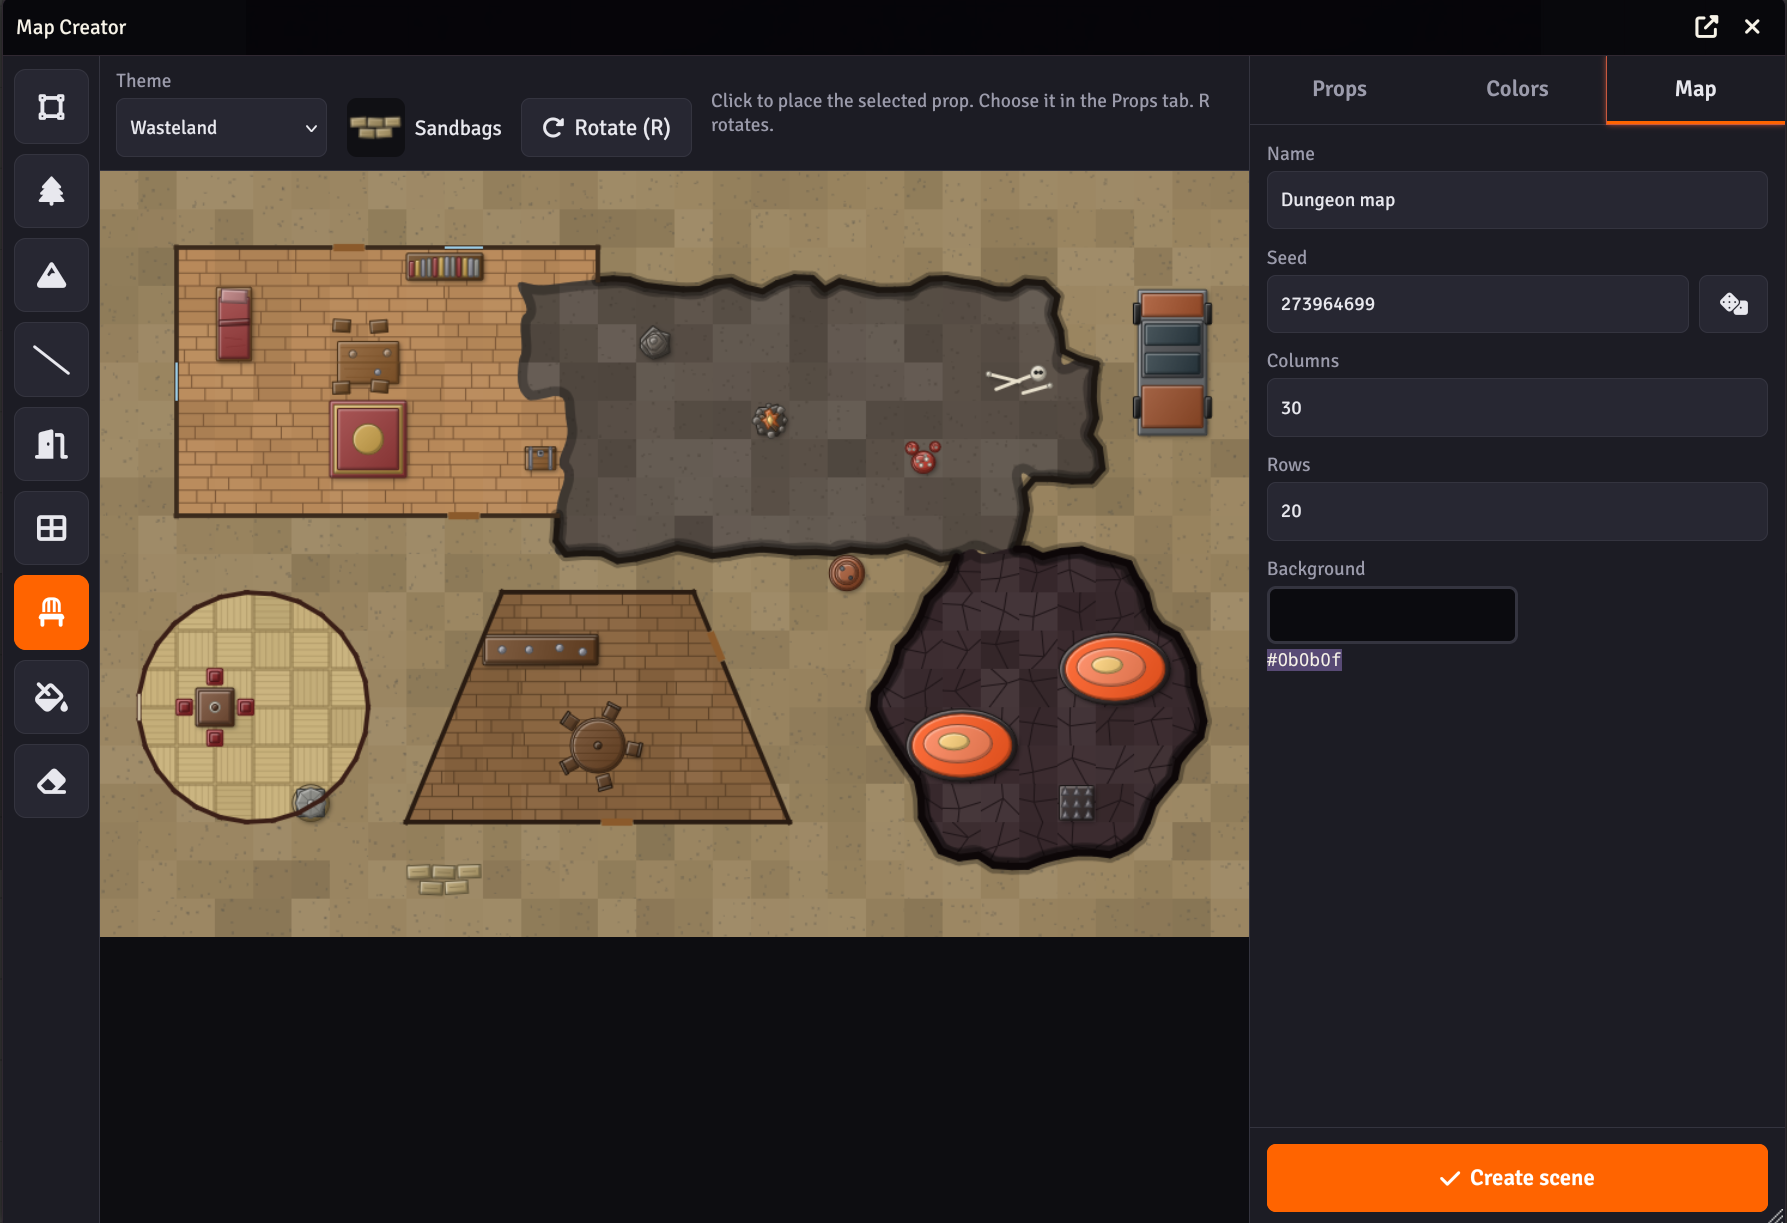 Map Creator
Theme
Wasteland
Sandbags
Rotate (R)
Click to place the selected prop. Choose it in the Props tab. R
rotates.
Props
Colors
Map
Name
Dungeon map
Seed
273964699
Columns
30
Rows
20
Background
#0b0b0f
Create scene